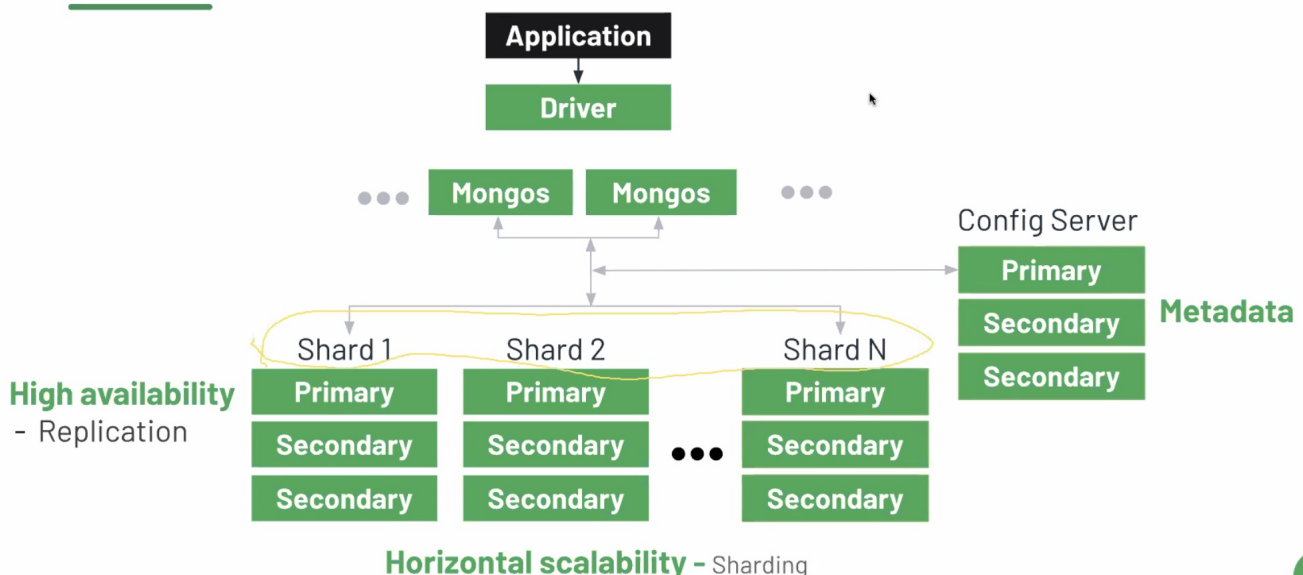 Application
Driver
Mongos Mongos
Config Server
Primary
Secondary
Secondary
Metadata
Shard 1 Shard 2 Shard N
High availability
- Replication
Primary Primary Primary
Secondary Secondary Secondary
Secondary Secondary Secondary
Horizontal scalability - Sharding